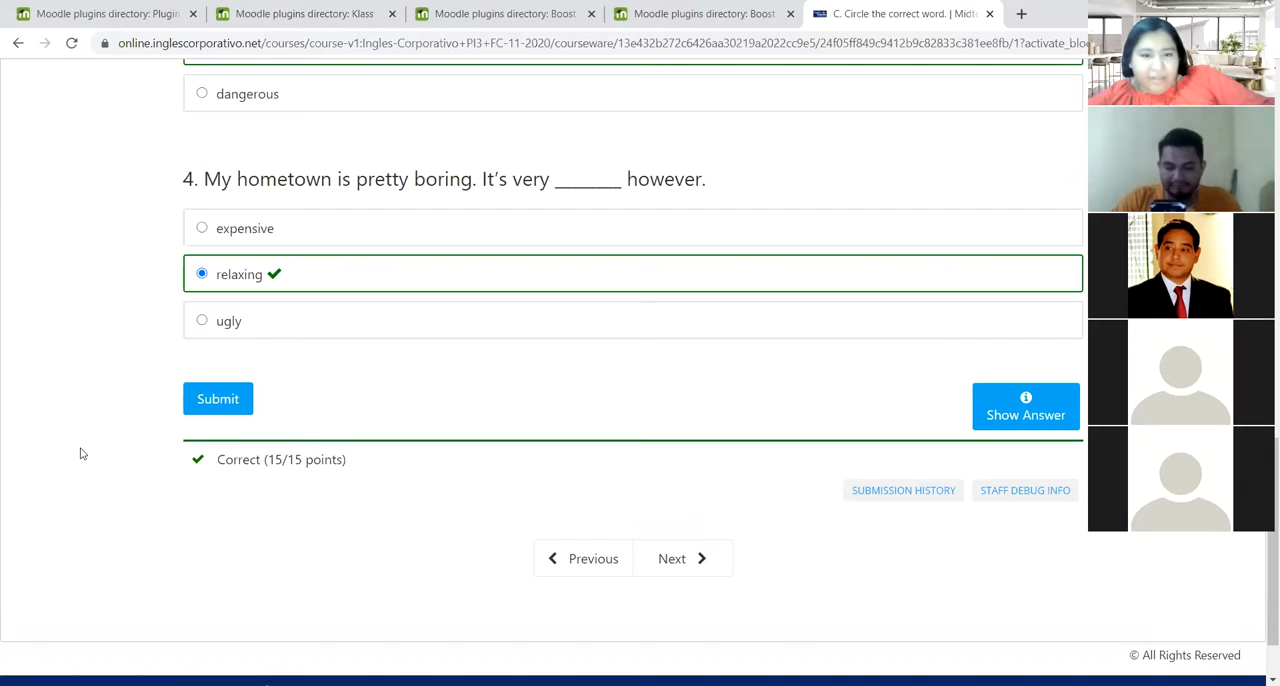 Moodle plugins directory: Plugin
Moodle plugins directory: Klass
Moodle plugins directory: Boost
Moodle plugins directory: Boost
C. Circle the correct word. | Midte
online.inglescorporativo.net/courses/course-v1:Ingles-Corporativo+PI3+FC-11-2020/courseware/13e432b272c6426aa30219a2022cc9e5/24f05ff849c9412b9c82833c381ee8fb/1?activate_blo
dangerous
4. My hometown is pretty boring. It's very _______ however.
expensive
relaxing
ugly
Submit
Show Answer
Correct (15/15 points)
SUBMISSION HISTORY
STAFF DEBUG INFO
Previous
Next
© All Rights Reserved